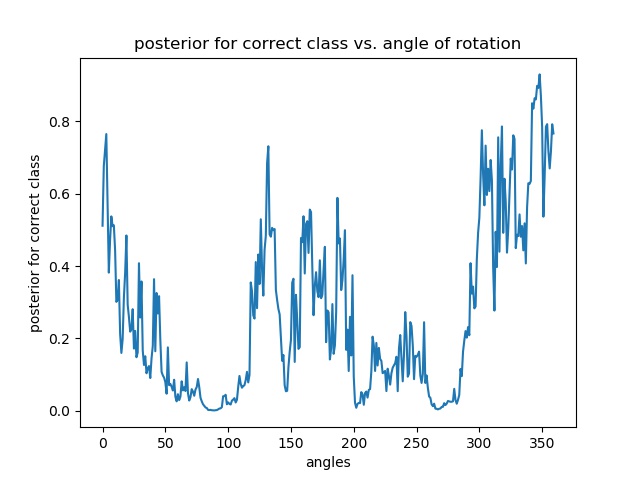 posterior for correct class vs. angle of rotation
posterior for correct class
0.8
0.6
0.4
0.2
0.0
0 50 100 150 200 250 300 350
angles